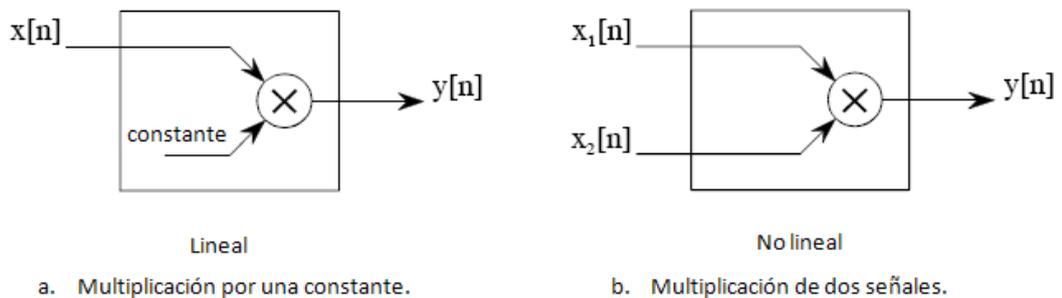 x[n]
constante
y[n]
Lineal
a. Multiplicación por una constante.
x₁[n]
x₂[n]
y[n]
No lineal
b. Multiplicación de dos señales.